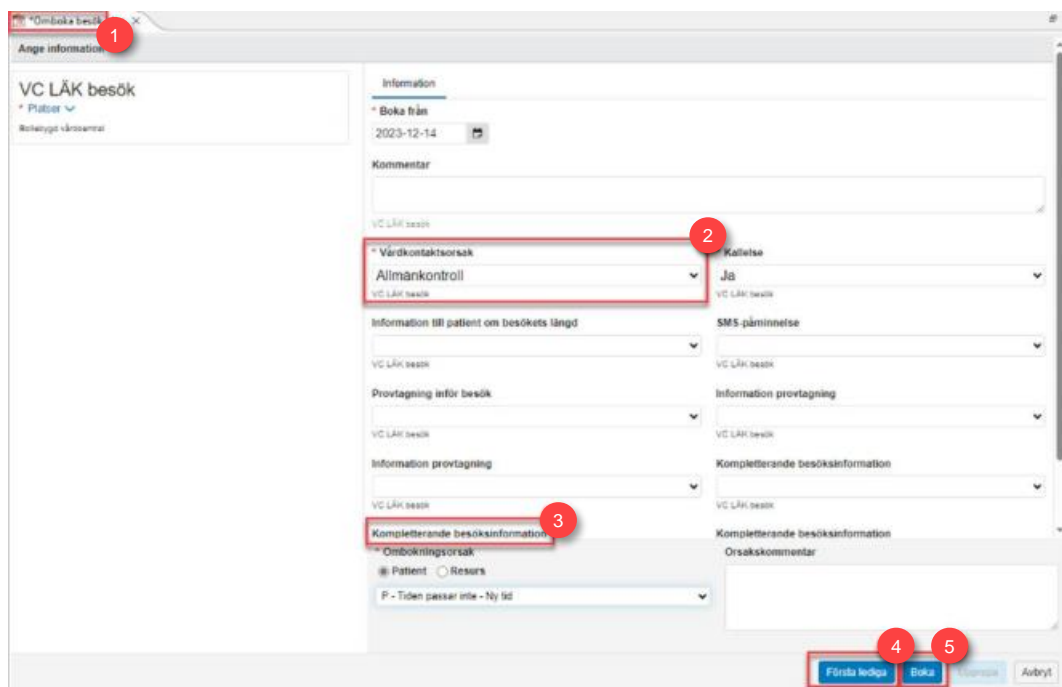 *Omboka besök
1
Ange information
VC LÄK besök
* Platser
Bollebygd vårdcentral
Information
* Boka från
2023-12-14
Kommentar
VC LÄK besök
2
* Vårdkontaktsorsak
Kallelse
Allmänkontroll
Ja
VC LÄK besök
VC LÄK besök
Information till patient om besökets längd
SMS-påminnelse
VC LÄK besök
VC LÄK besök
Provtagning inför besök
Information provtagning
VC LÄK besök
VC LÄK besök
Information provtagning
Kompletterande besöksinformation
VC LÄK besök
VC LÄK besök
3
Kompletterande besöksinformation
Kompletterande besöksinformation
* Ombokningsorsak
Orsakskommentar
Patient Resurs
P - Tiden passar inte - Ny tid
4 5
Första lediga Boka Avbryt